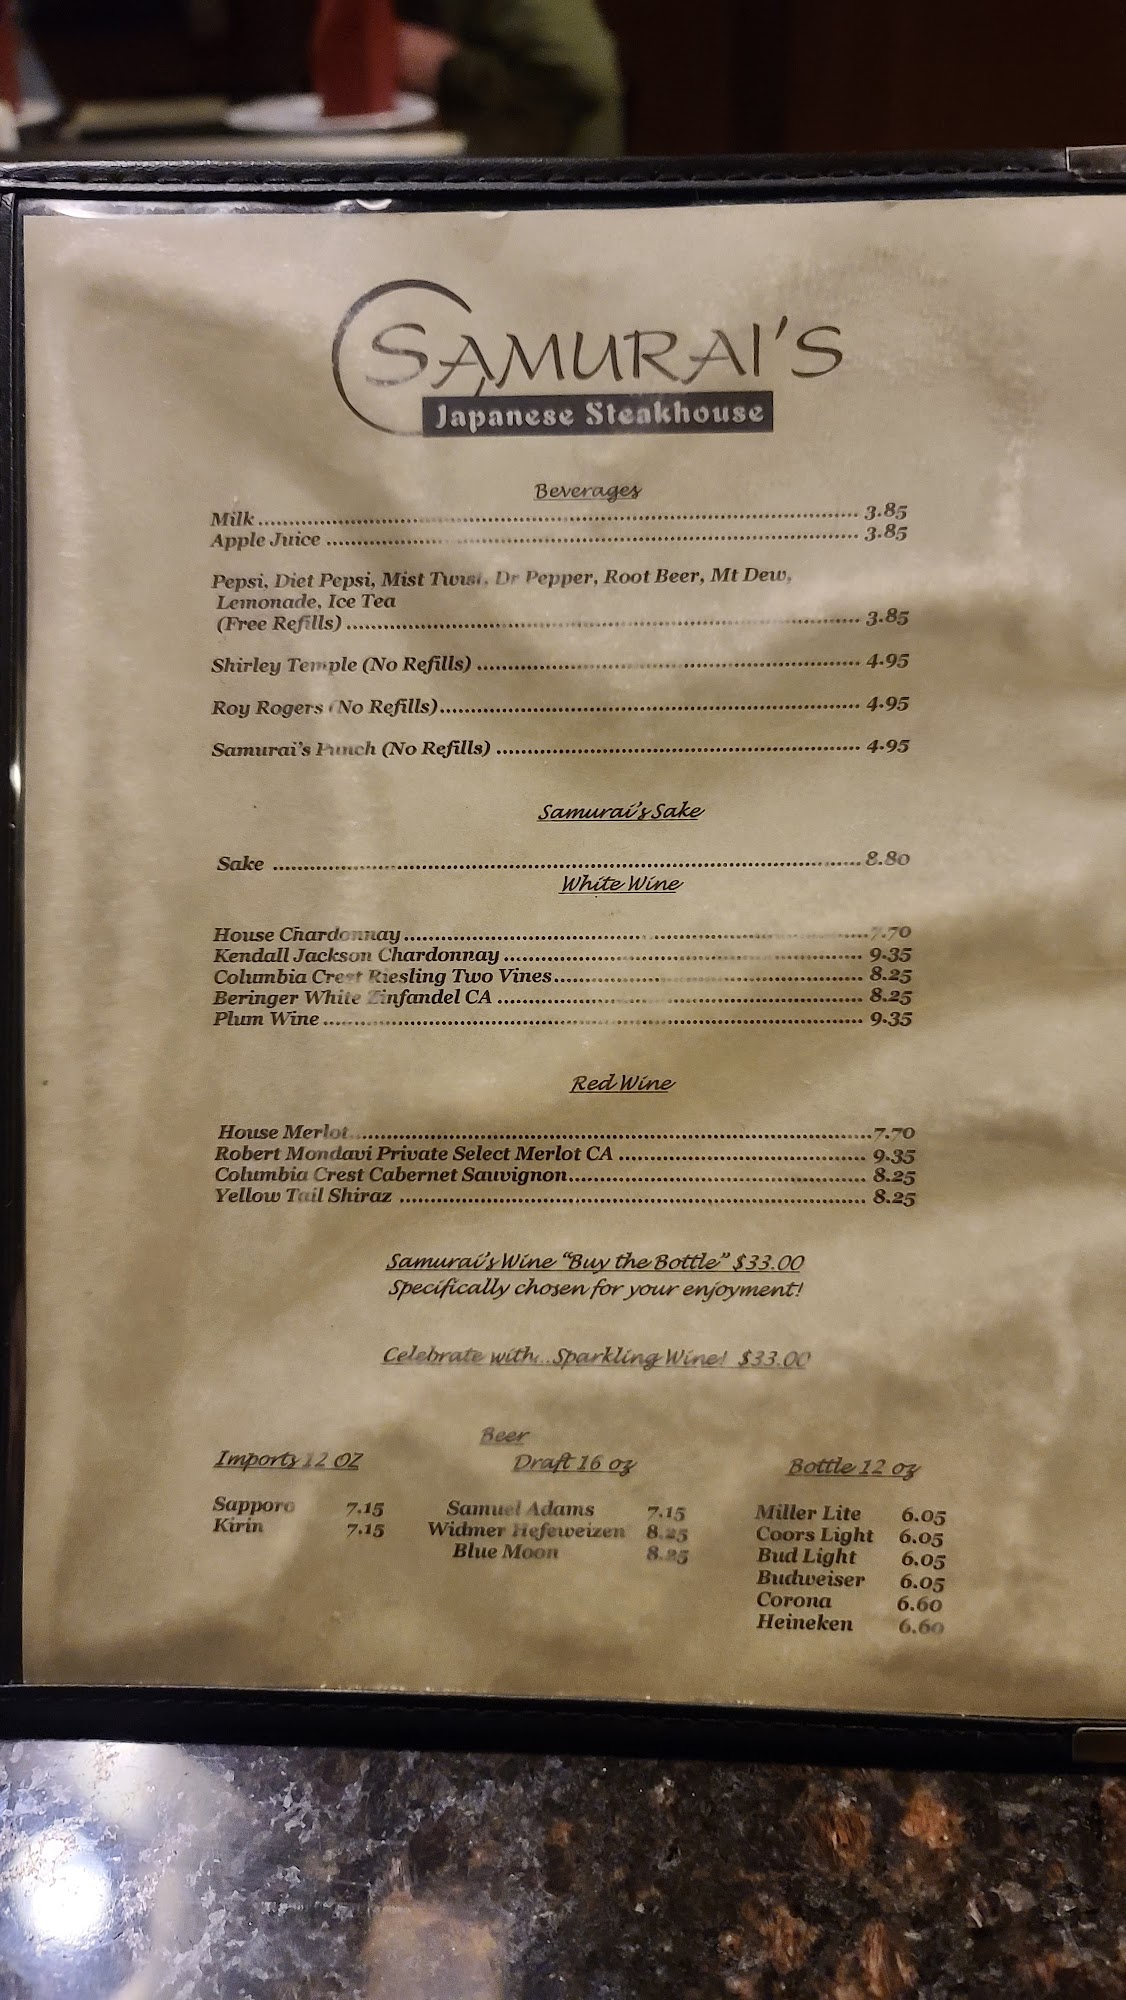 SAMURAI'S
Japanese Steakhouse
Beverages
Milk ........ 3.85
Apple Juice ........ 3.85
Pepsi, Diet Pepsi, Mist Twist, Dr Pepper, Root Beer, Mt Dew,
Lemonade, Ice Tea
(Free Refills) ........ 3.85
Shirley Temple (No Refills) ........ 4.95
Roy Rogers (No Refills) ........ 4.95
Samurai's Punch (No Refills) ........ 4.95
Samurai's Sake
Sake ........ 8.80
White Wine
House Chardonnay ........ 7.70
Kendall Jackson Chardonnay ........ 9.35
Columbia Crest Riesling Two Vines ........ 8.25
Beringer White Zinfandel CA ........ 8.25
Plum Wine ........ 9.35
Red Wine
House Merlot ........ 7.70
Robert Mondavi Private Select Merlot CA ........ 9.35
Columbia Crest Cabernet Sauvignon ........ 8.25
Yellow Tail Shiraz ........ 8.25
Samurai's Wine "Buy the Bottle" $33.00
Specifically chosen for your enjoyment!
Celebrate with...Sparkling Wine! $33.00
Beer
Imports 12 OZ
Sapporo 7.15
Kirin 7.15
Draft 16 oz
Samuel Adams 7.15
Widmer Hefeweizen 8.25
Blue Moon 8.25
Bottle 12 oz
Miller Lite 6.05
Coors Light 6.05
Bud Light 6.05
Budweiser 6.05
Corona 6.60
Heineken 6.60